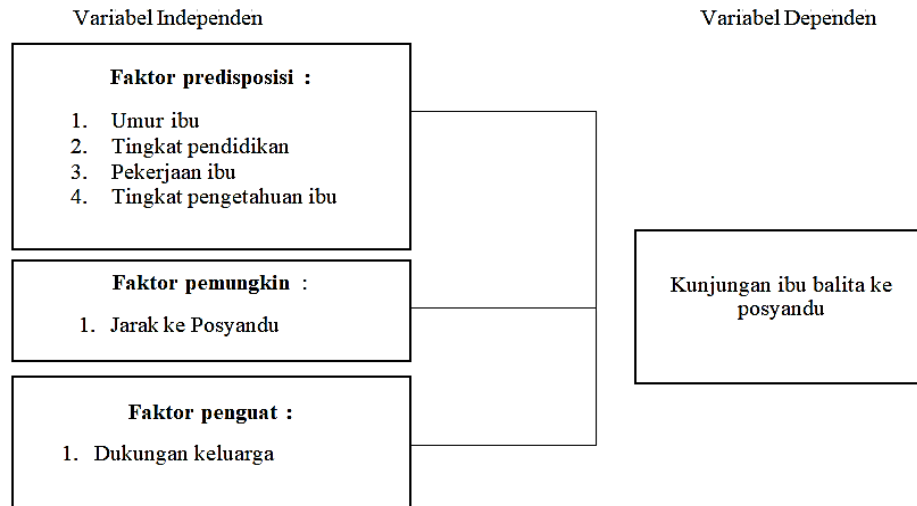 Variabel Independen
Variabel Dependen
Faktor predisposisi :
1. Umur ibu
2. Tingkat pendidikan
3. Pekerjaan ibu
4. Tingkat pengetahuan ibu
Faktor pemungkin :
1. Jarak ke Posyandu
Faktor penguat :
1. Dukungan keluarga
Kunjungan ibu balita ke
posyandu